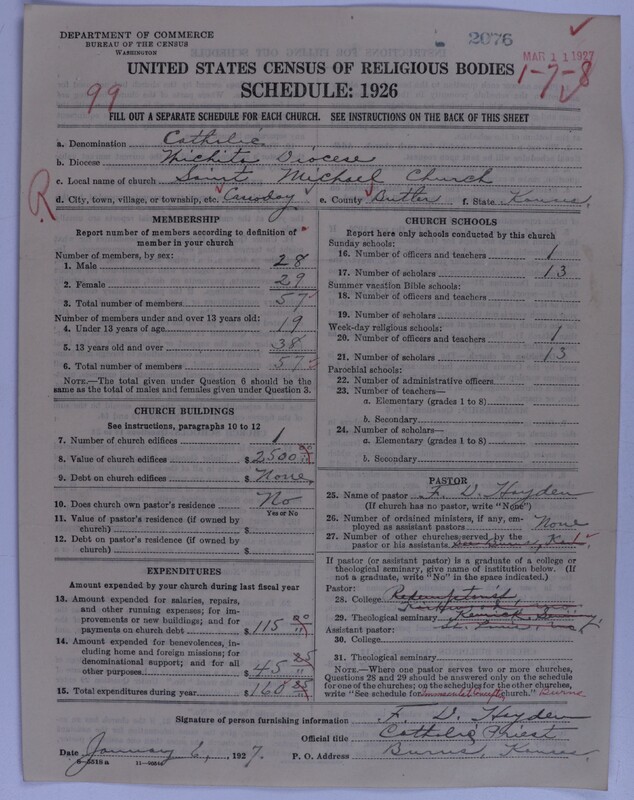 DEPARTMENT OF COMMERCE
BUREAU OF THE CENSUS
WASHINGTON
2076
MAR 11 1927
1-7-8
UNITED STATES CENSUS OF RELIGIOUS BODIES
SCHEDULE: 1926
99
FILL OUT A SEPARATE SCHEDULE FOR EACH CHURCH. SEE INSTRUCTIONS ON THE BACK OF THIS SHEET
a. Denomination Catholic
b. Diocese Wichita Diocese
c. Local name of church Saint Michael Church
R
d. City, town, village, or township, etc. e. County Butler f. State Kansas
MEMBERSHIP
Report number of members according to definition of
member in your church
Number of members, by sex:
1. Male 28
2. Female 29
3. Total number of members 57
Number of members under and over 13 years old:
4. Under 13 years of age 19
5. 13 years old and over 38
6. Total number of members 57
NOTE.—The total given under Question 6 should be the
same as the total of males and females given under Question 3.
CHURCH BUILDINGS
See instructions, paragraphs 10 to 12
7. Number of church edifices 1
8. Value of church edifices $2500
9. Debt on church edifices $None
10. Does church own pastor's residence No
Yes or No
11. Value of pastor's residence (if owned by
church) $
12. Debt on pastor's residence (if owned by
church) $
EXPENDITURES
Amount expended by your church during last fiscal year
13. Amount expended for salaries, repairs,
and other running expenses; for im-
provements or new buildings; and for
payments on church debt $115
14. Amount expended for benevolences, in-
cluding home and foreign missions; for
denominational support; and for all
other purposes $45
15. Total expenditures during year $160
CHURCH SCHOOLS
Report here only schools conducted by this church
Sunday schools:
16. Number of officers and teachers 1
17. Number of scholars 13
Summer vacation Bible schools:
18. Number of officers and teachers
19. Number of scholars
Week-day religious schools:
20. Number of officers and teachers 1
21. Number of scholars 13
Parochial schools:
22. Number of administrative officers
23. Number of teachers—
a. Elementary (grades 1 to 8)
b. Secondary
24. Number of scholars—
a. Elementary (grades 1 to 8)
b. Secondary
PASTOR
25. Name of pastor F. D. Hayden
(If church has no pastor, write "None")
26. Number of ordained ministers, if any, em-
ployed as assistant pastors None
27. Number of other churches served by the
pastor or his assistants See Burns, Kan
If pastor (or assistant pastor) is a graduate of a college or
theological seminary, give name of institution below. (If
not a graduate, write "No" in the space indicated.)
Pastor:
28. College
29. Theological seminary Kenrick
Assistant pastor:
30. College
31. Theological seminary
NOTE.—Where one pastor serves two or more churches,
Questions 28 and 29 should be answered only on the schedule
for one of the churches; on the schedules for the other churches,
write "See schedule for church." Burns
Signature of person furnishing information F. D. Hayden
Official title Catholic Priest
Date January 6, 1927. P. O. Address Burns, Kansas